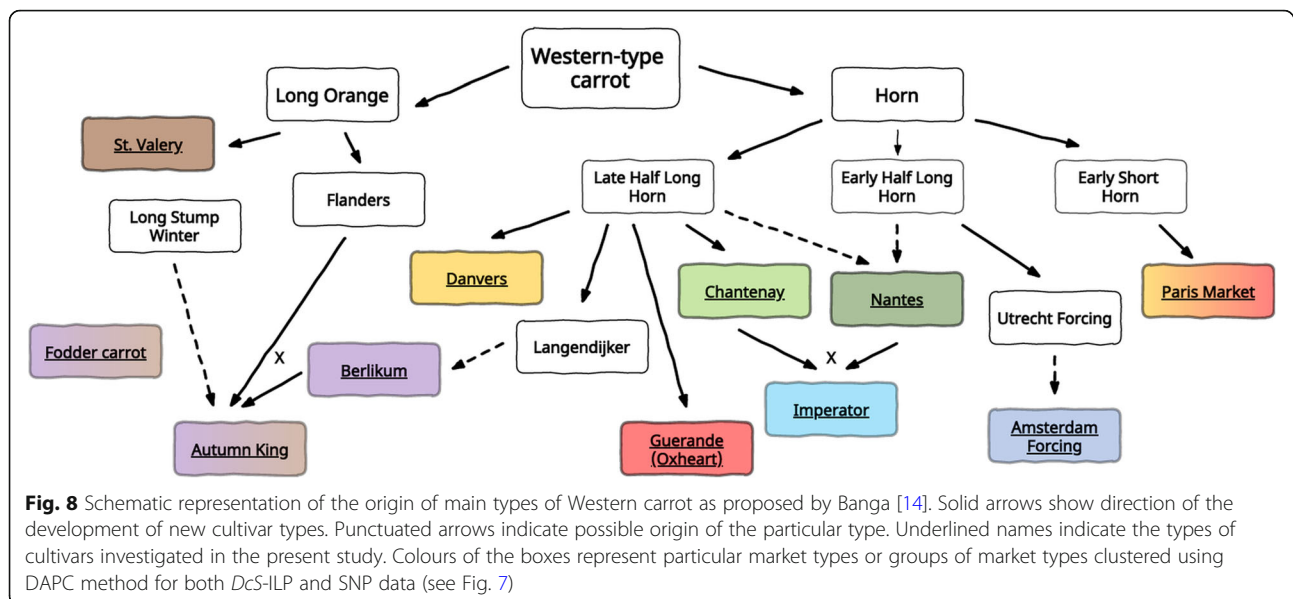 Western-type
carrot
Long Orange
Horn
St. Valery
Late Half Long
Horn
Early Half Long
Horn
Early Short
Horn
Flanders
Long Stump
Winter
Danvers
Chantenay
Nantes
Paris Market
Utrecht Forcing
Langendijker
Fodder carrot
X
Berlikum
X
Imperator
Autumn King
Guerande
(Oxheart)
Amsterdam
Forcing
Fig. 8 Schematic representation of the origin of main types of Western carrot as proposed by Banga [14]. Solid arrows show direction of the
development of new cultivar types. Punctuated arrows indicate possible origin of the particular type. Underlined names indicate the types of
cultivars investigated in the present study. Colours of the boxes represent particular market types or groups of market types clustered using
DAPC method for both DcS-ILP and SNP data (see Fig. 7)